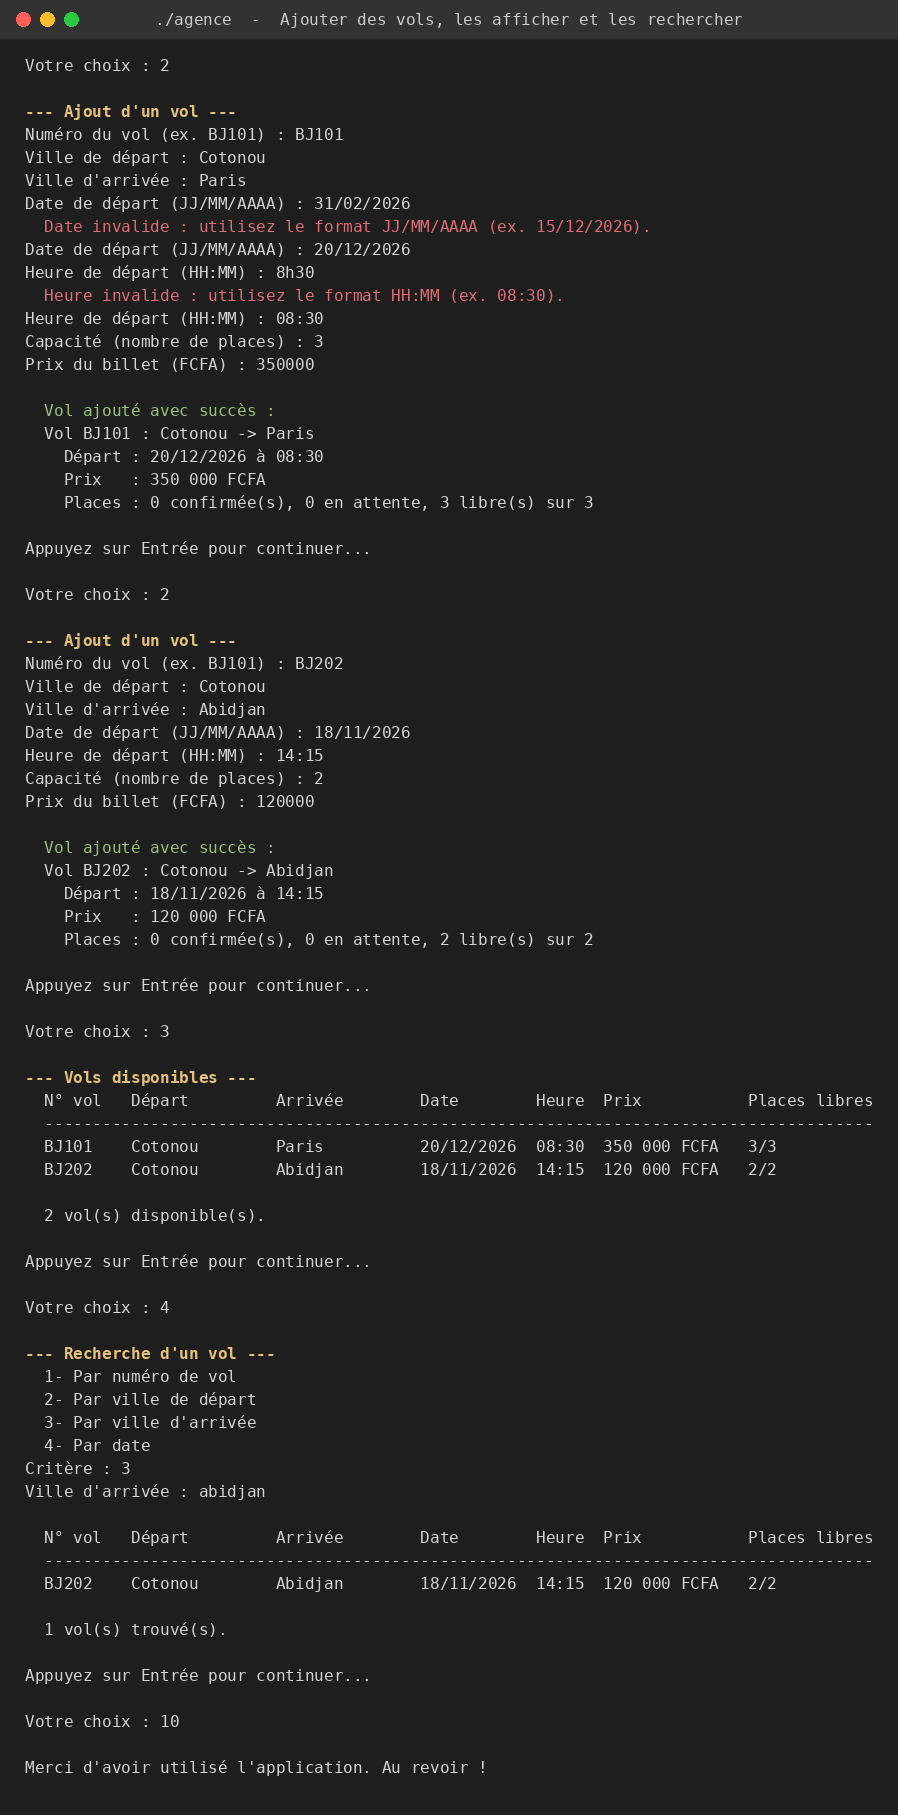 ./agence  -  Ajouter des vols, les afficher et les rechercher
Votre choix : 2
--- Ajout d'un vol ---
Numéro du vol (ex. BJ101) : BJ101
Ville de départ : Cotonou
Ville d'arrivée : Paris
Date de départ (JJ/MM/AAAA) : 31/02/2026
  Date invalide : utilisez le format JJ/MM/AAAA (ex. 15/12/2026).
Date de départ (JJ/MM/AAAA) : 20/12/2026
Heure de départ (HH:MM) : 8h30
  Heure invalide : utilisez le format HH:MM (ex. 08:30).
Heure de départ (HH:MM) : 08:30
Capacité (nombre de places) : 3
Prix du billet (FCFA) : 350000
  Vol ajouté avec succès :
  Vol BJ101 : Cotonou -> Paris
    Départ : 20/12/2026 à 08:30
    Prix   : 350 000 FCFA
    Places : 0 confirmée(s), 0 en attente, 3 libre(s) sur 3
Appuyez sur Entrée pour continuer...
Votre choix : 2
--- Ajout d'un vol ---
Numéro du vol (ex. BJ101) : BJ202
Ville de départ : Cotonou
Ville d'arrivée : Abidjan
Date de départ (JJ/MM/AAAA) : 18/11/2026
Heure de départ (HH:MM) : 14:15
Capacité (nombre de places) : 2
Prix du billet (FCFA) : 120000
  Vol ajouté avec succès :
  Vol BJ202 : Cotonou -> Abidjan
    Départ : 18/11/2026 à 14:15
    Prix   : 120 000 FCFA
    Places : 0 confirmée(s), 0 en attente, 2 libre(s) sur 2
Appuyez sur Entrée pour continuer...
Votre choix : 3
--- Vols disponibles ---
  N° vol   Départ         Arrivée        Date        Heure  Prix           Places libres
  --------------------------------------------------------------------------------------
  BJ101    Cotonou        Paris          20/12/2026  08:30  350 000 FCFA   3/3
  BJ202    Cotonou        Abidjan        18/11/2026  14:15  120 000 FCFA   2/2
  2 vol(s) disponible(s).
Appuyez sur Entrée pour continuer...
Votre choix : 4
--- Recherche d'un vol ---
  1- Par numéro de vol
  2- Par ville de départ
  3- Par ville d'arrivée
  4- Par date
Critère : 3
Ville d'arrivée : abidjan
  N° vol   Départ         Arrivée        Date        Heure  Prix           Places libres
  --------------------------------------------------------------------------------------
  BJ202    Cotonou        Abidjan        18/11/2026  14:15  120 000 FCFA   2/2
  1 vol(s) trouvé(s).
Appuyez sur Entrée pour continuer...
Votre choix : 10
Merci d'avoir utilisé l'application. Au revoir !